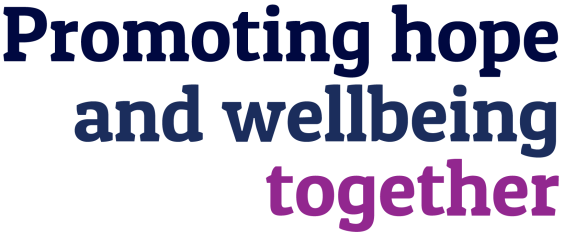 Promoting hope
and wellbeing
together